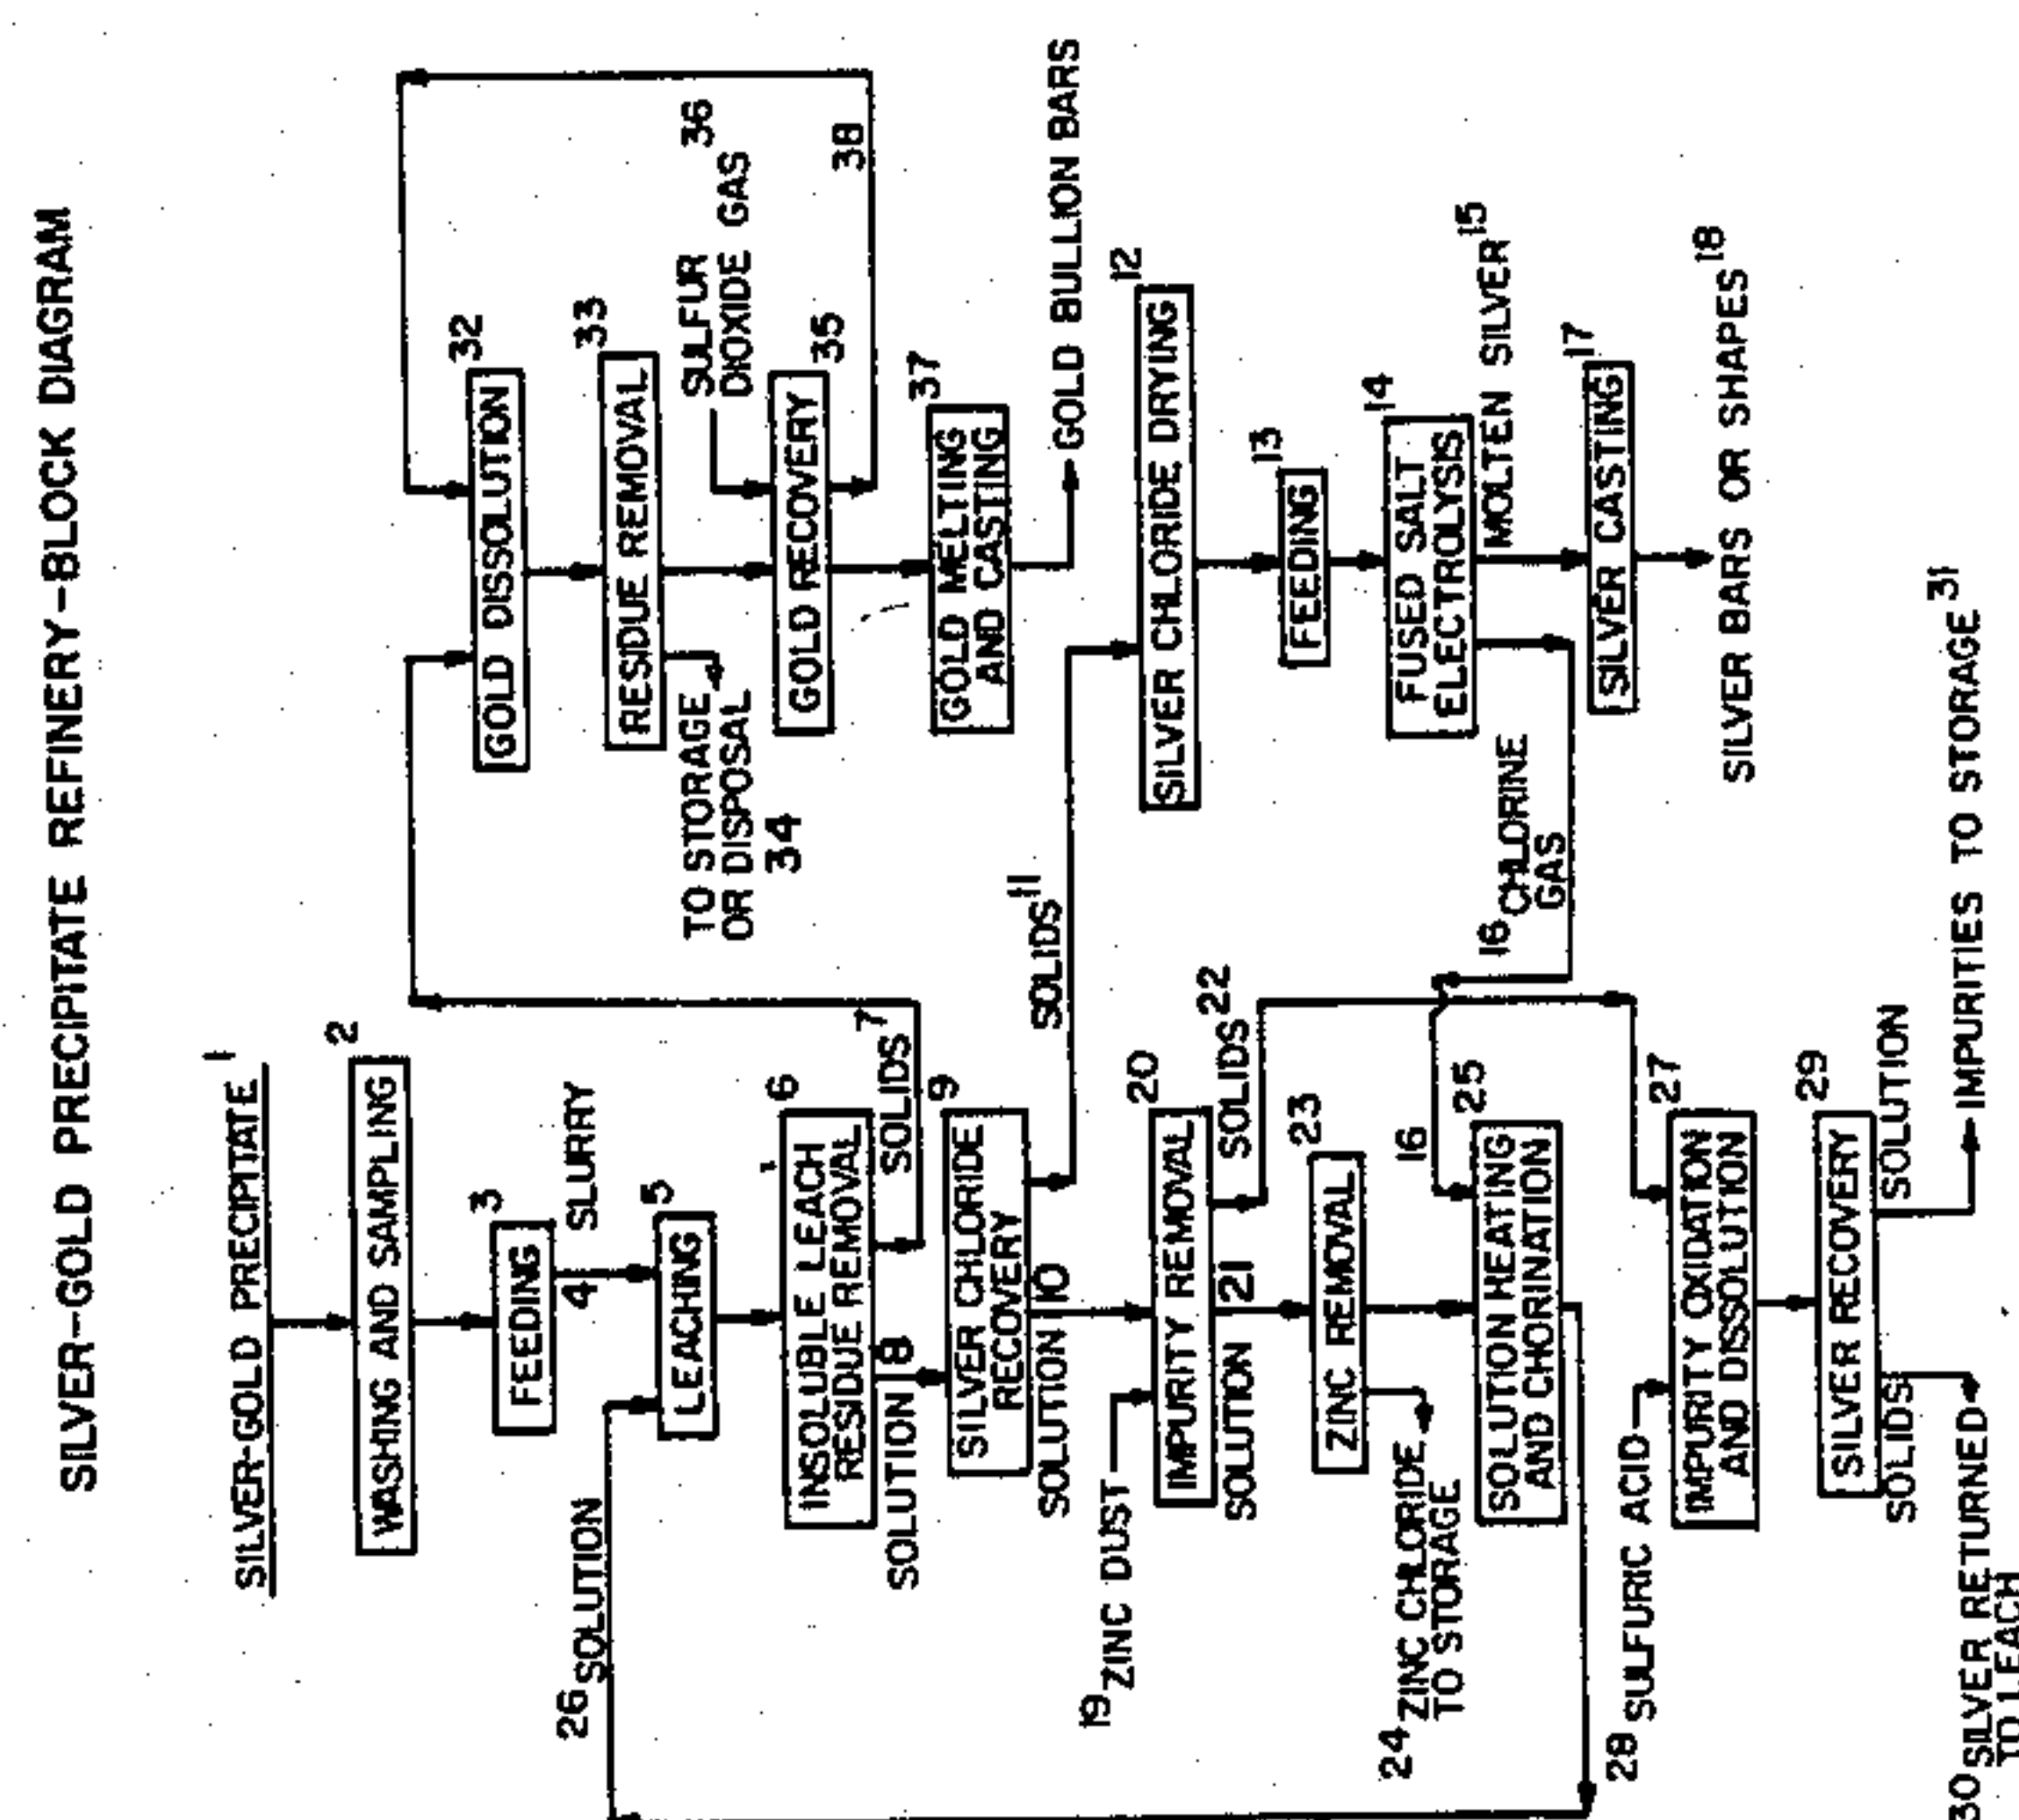 SILVER-GOLD PRECIPITATE REFINERY-BLOCK DIAGRAM
SILVER-GOLD PRECIPITATE 1
WASHING AND SAMPLING 2
FEEDING 3
4 SLURRY
26 SOLUTION
LEACHING 5
INSOLUBLE LEACH
RESIDUE REMOVAL
6
SOLIDS 7
SOLUTION 8
SILVER CHLORIDE
RECOVERY
9
SOLUTION 10
SOLIDS 11
19 ZINC DUST
IMPURITY REMOVAL 20
SOLUTION 21
SOLIDS 22
ZINC REMOVAL 23
24 ZINC CHLORIDE
TO STORAGE
16
SOLUTION HEATING
AND CHORINATION
25
28 SULFURIC ACID
IMPURITY OXIDATION
AND DISSOLUTION
27
SILVER RECOVERY 29
SOLIDS
SOLUTION
30 SILVER RETURNED
TO LEACH
IMPURITIES TO STORAGE 31
GOLD DISSOLUTION 32
RESIDUE REMOVAL 33
TO STORAGE
OR DISPOSAL
34
SULFUR
DIOXIDE GAS
36
GOLD RECOVERY 35
38
GOLD MELTING
AND CASTING
37
GOLD BULLION BARS
SILVER CHLORIDE DRYING 12
FEEDING 13
FUSED SALT
ELECTROLYSIS
14
MOLTEN SILVER 15
16 CHLORINE
GAS
SILVER CASTING 17
SILVER BARS OR SHAPES 18